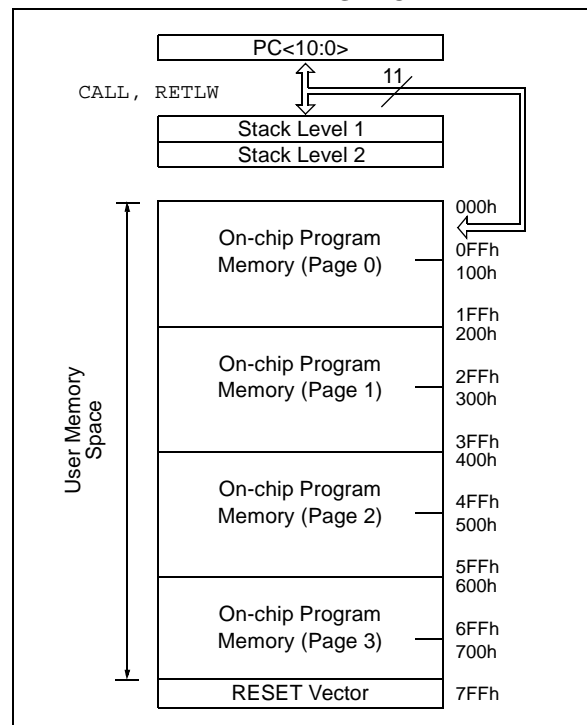 PC<10:0>
CALL, RETLW
11
Stack Level 1
Stack Level 2
User Memory
Space
000h
On-chip Program
Memory (Page 0)
0FFh
100h
1FFh
200h
On-chip Program
Memory (Page 1)
2FFh
300h
3FFh
400h
On-chip Program
Memory (Page 2)
4FFh
500h
5FFh
600h
On-chip Program
Memory (Page 3)
6FFh
700h
RESET Vector
7FFh